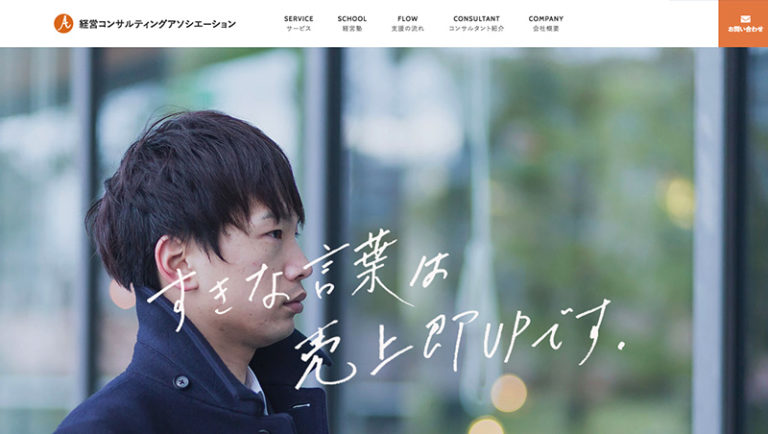 経営コンサルティングアソシエーション
SERVICE
サービス
SCHOOL
経営塾
FLOW
支援の流れ
CONSULTANT
コンサルタント紹介
COMPANY
会社概要
お問い合わせ
すきな言葉は
売上即UPです.